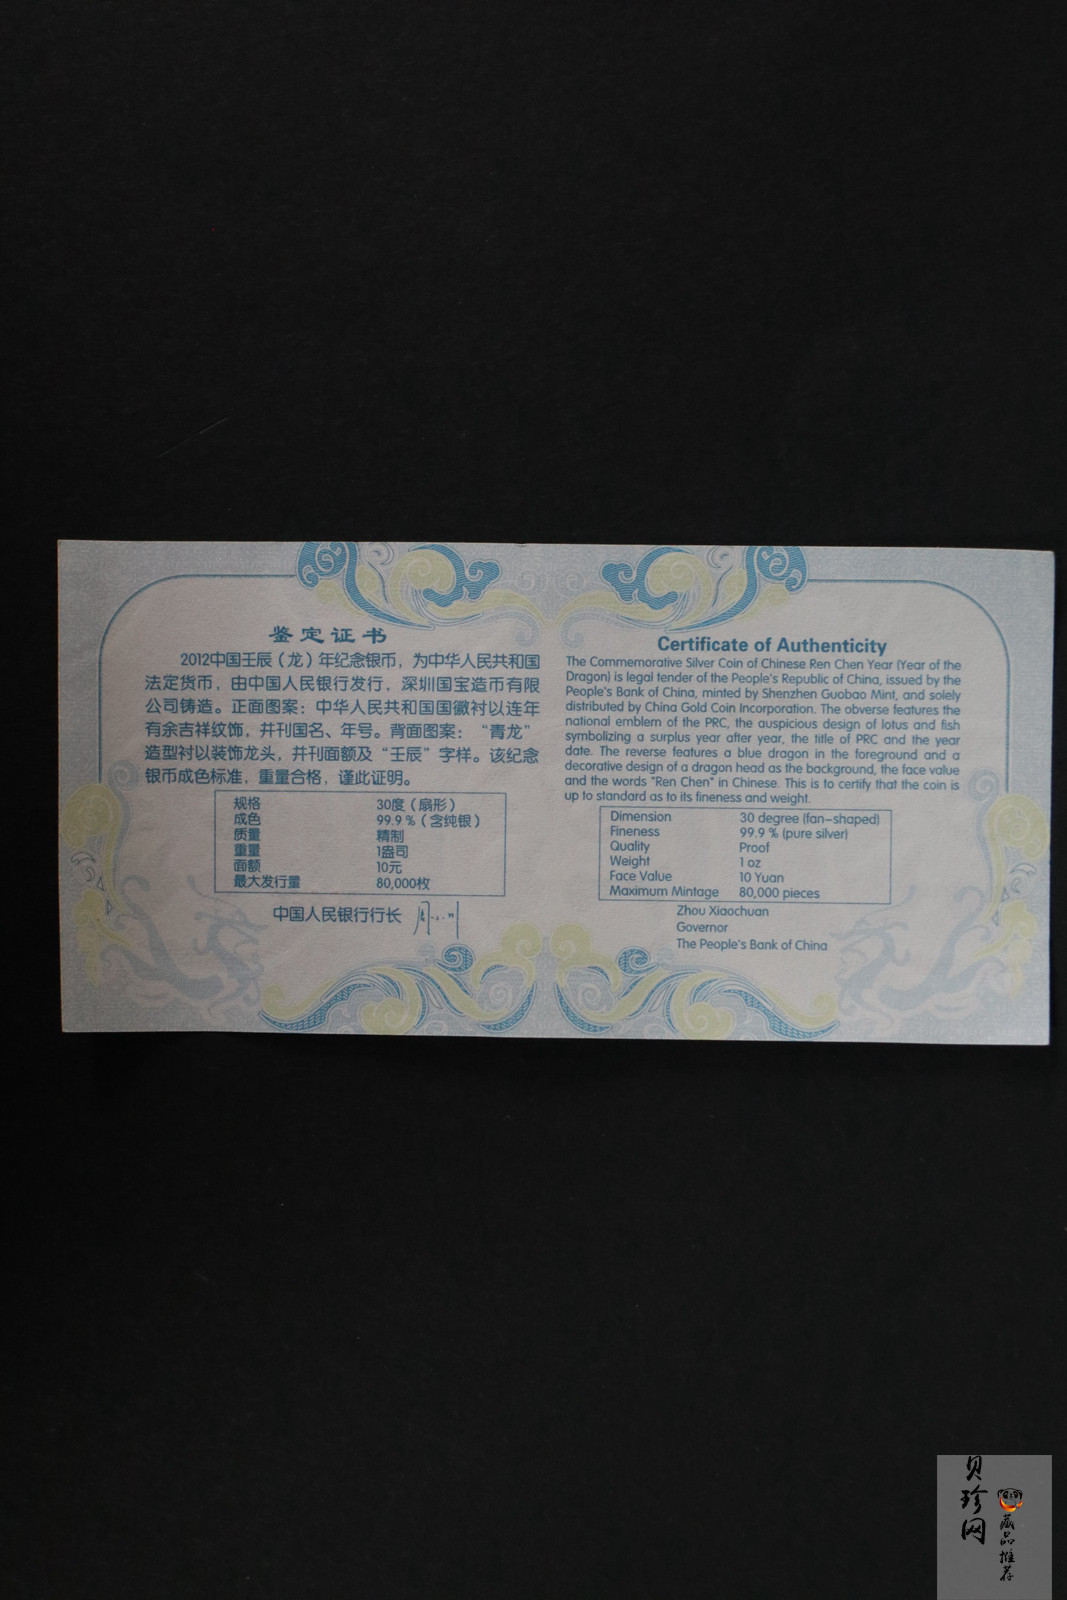 鉴定证书
2012中国壬辰（龙）年纪念银币，为中华人民共和国
法定货币，由中国人民银行发行，深圳国宝造币有限
公司铸造。正面图案：中华人民共和国国徽衬以连年
有余吉祥纹饰，并刊国名、年号。背面图案：“青龙”
造型衬以装饰龙头，并刊面额及“壬辰”字样。该纪念
银币成色标准，重量合格，谨此证明。
规格 30度（扇形）
成色 99.9％（含纯银）
质量 精制
重量 1盎司
面额 10元
最大发行量 80,000枚
中国人民银行行长
Certificate of Authenticity
The Commemorative Silver Coin of Chinese Ren Chen Year (Year of the
Dragon) is legal tender of the People's Republic of China, issued by the
People's Bank of China, minted by Shenzhen Guobao Mint, and solely
distributed by China Gold Coin Incorporation. The obverse features the
national emblem of the PRC, the auspicious design of lotus and fish
symbolizing a surplus year after year, the title of PRC and the year
date. The reverse features a blue dragon in the foreground and a
decorative design of a dragon head as the background, the face value
and the words "Ren Chen" in Chinese. This is to certify that the coin is
up to standard as to its fineness and weight.
Dimension 30 degree (fan-shaped)
Fineness 99.9 % (pure silver)
Quality Proof
Weight 1 oz
Face Value 10 Yuan
Maximum Mintage 80,000 pieces
Zhou Xiaochuan
Governor
The People's Bank of China
贝珍网
藏品推荐